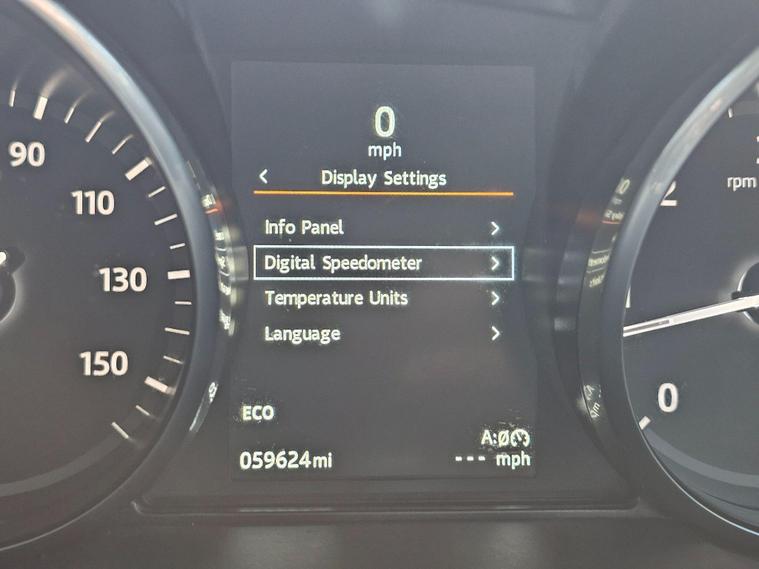 0
mph
Display Settings
Info Panel
Digital Speedometer
Temperature Units
Language
ECO
A:Ø
059624mi
--- mph
90
110
130
150
2
rpm
0